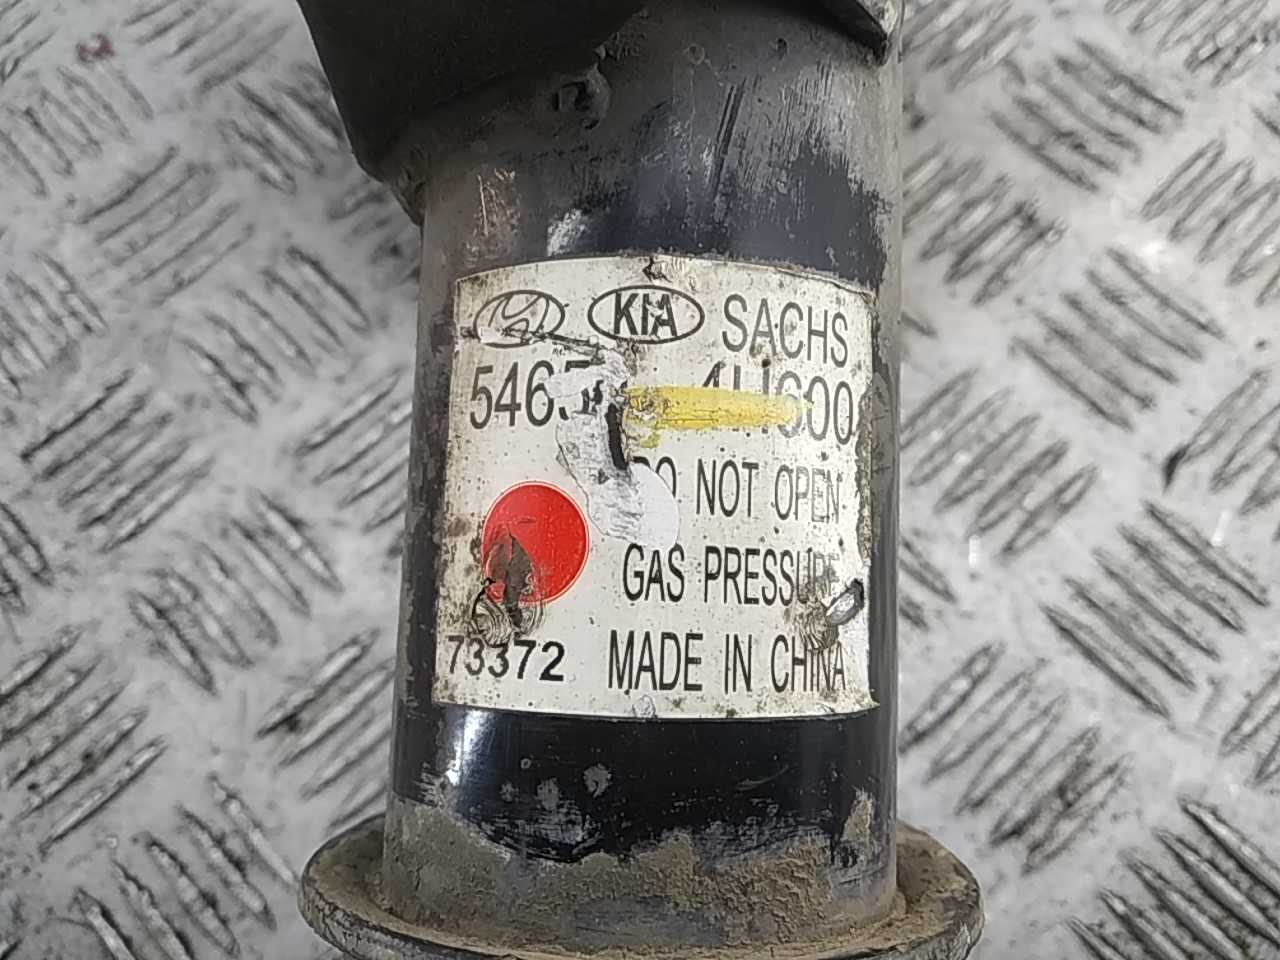 KIA SACHS
DO NOT OPEN
GAS PRESSURE
73372 MADE IN CHINA